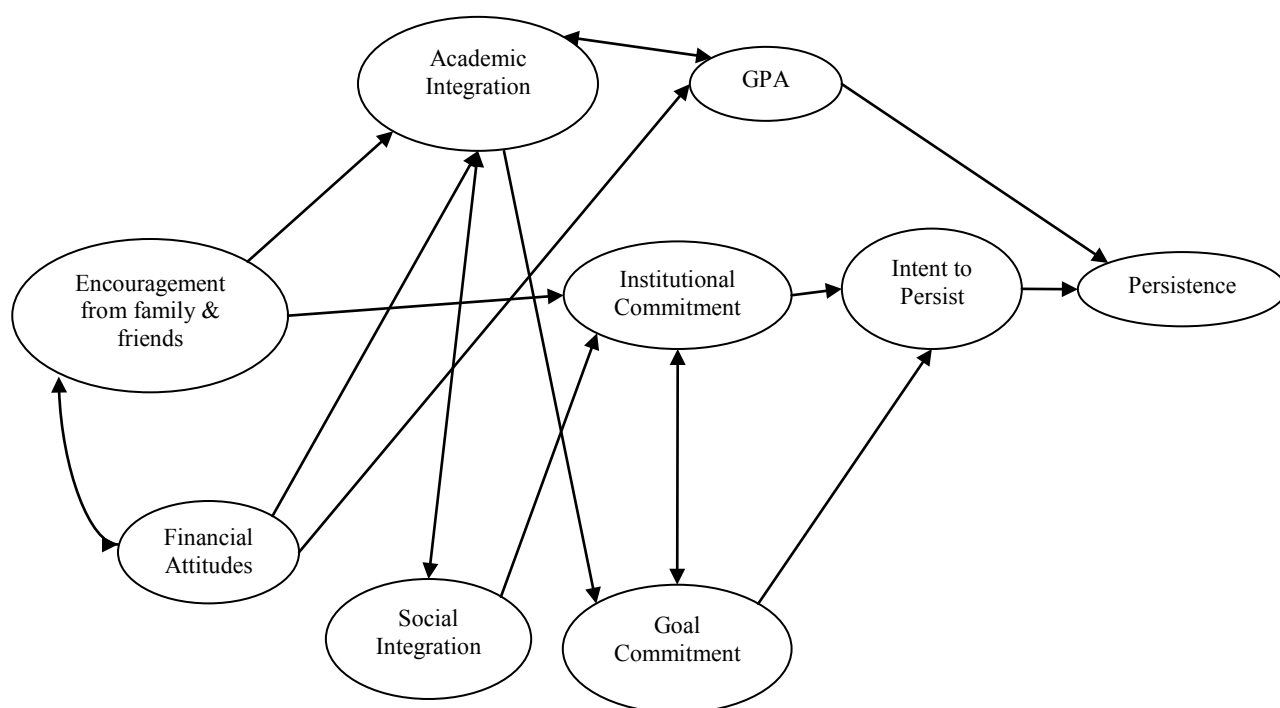 Academic
Integration
GPA
Encouragement
from family &
friends
Institutional
Commitment
Intent to
Persist
Persistence
Financial
Attitudes
Social
Integration
Goal
Commitment